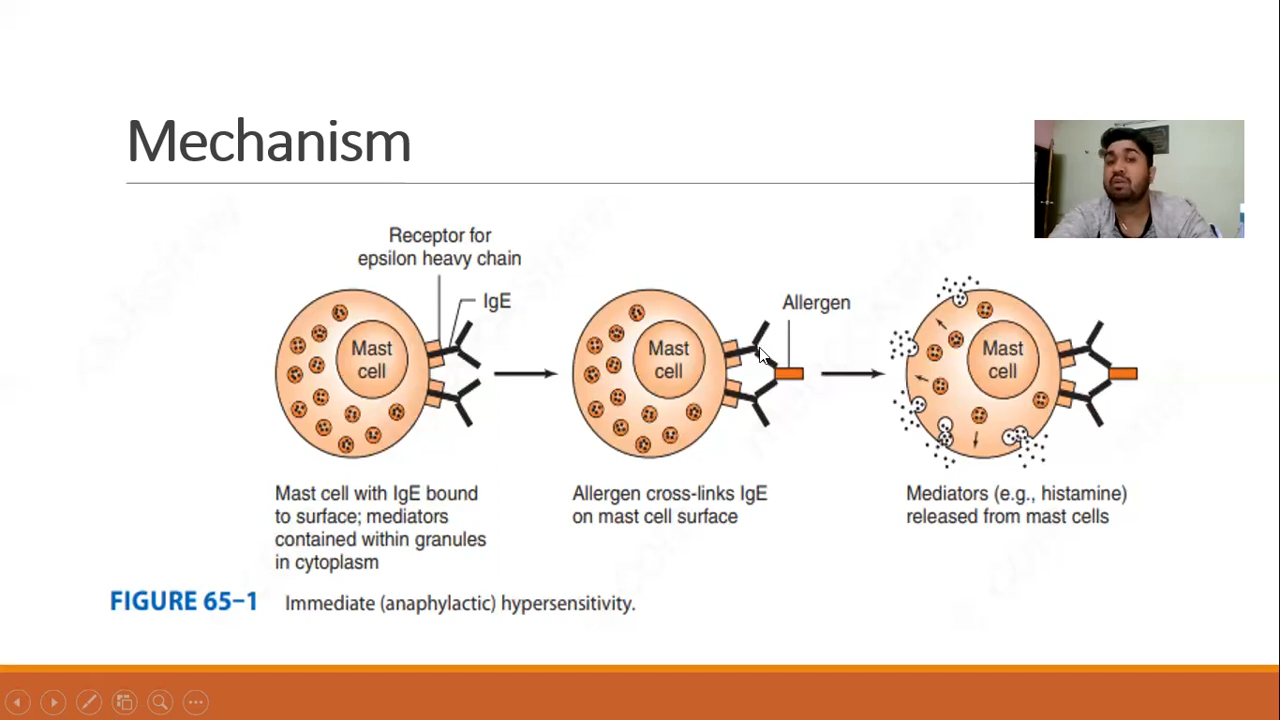 Mechanism
Receptor for
epsilon heavy chain
IgE
Mast
cell
Mast
cell
Allergen
Mast
cell
Mast cell with IgE bound
to surface; mediators
contained within granules
in cytoplasm
Allergen cross-links IgE
on mast cell surface
Mediators (e.g., histamine)
released from mast cells
FIGURE 65–1 Immediate (anaphylactic) hypersensitivity.